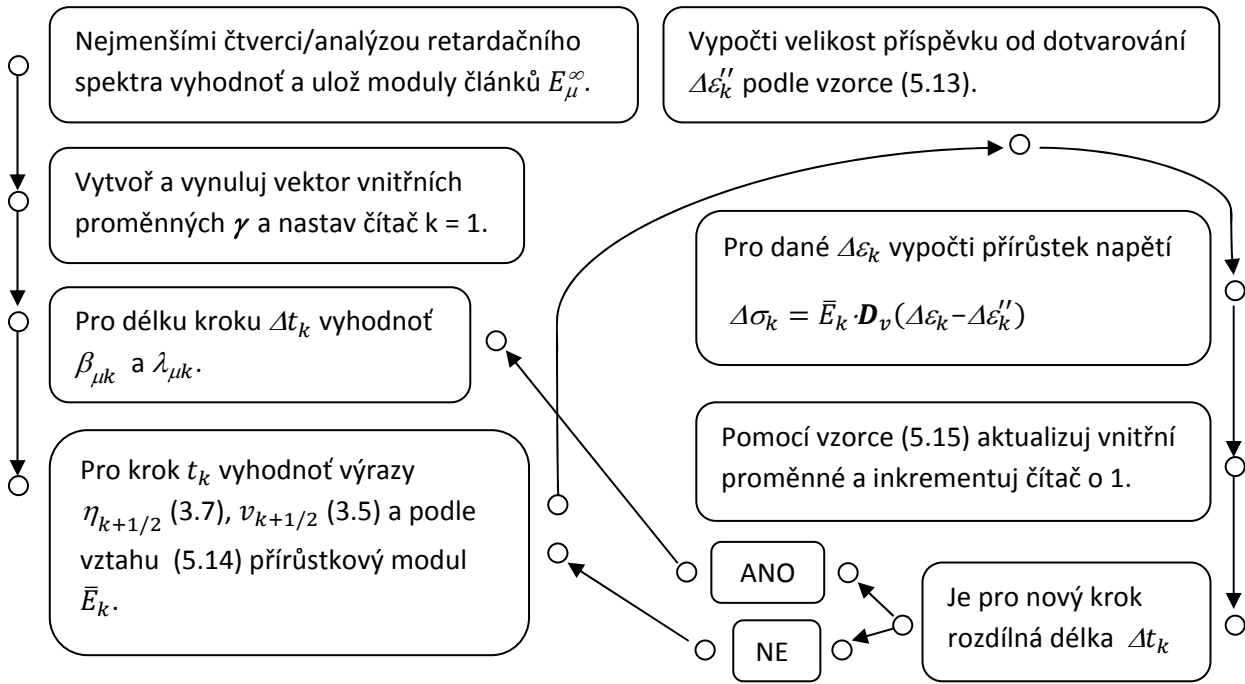 Nejmenšími čtverci/analýzou retardačního
spektra vyhodnoť a ulož moduly článků $E_{\mu}^{\infty}$.
Vytvoř a vynuluj vektor vnitřních
proměnných $\boldsymbol{\gamma}$ a nastav čítač k = 1.
Pro délku kroku $\Delta t_k$ vyhodnoť
$\beta_{\mu k}$ a $\lambda_{\mu k}$.
Pro krok $t_k$ vyhodnoť výrazy
$\eta_{k+1/2}$ (3.7), $v_{k+1/2}$ (3.5) a podle
vztahu (5.14) přírůstkový modul
$\bar{E}_k$.
Vypočti velikost příspěvku od dotvarování
$\Delta\varepsilon_k''$ podle vzorce (5.13).
Pro dané $\Delta\varepsilon_k$ vypočti přírůstek napětí
$\Delta\sigma_k = \bar{E}_k \cdot \boldsymbol{D}_v(\Delta\varepsilon_k - \Delta\varepsilon_k'')$
Pomocí vzorce (5.15) aktualizuj vnitřní
proměnné a inkrementuj čítač o 1.
Je pro nový krok
rozdílná délka $\Delta t_k$
ANO
NE